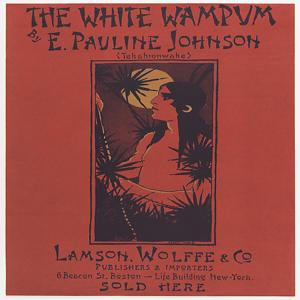 THE WHITE WAMPUM
By E. PAULINE JOHNSON
(Tekahionwake)
LAMSON, WOLFFE & CO
PUBLISHERS & IMPORTERS
6 Beacon St. Boston — Life Building New-York.
SOLD HERE